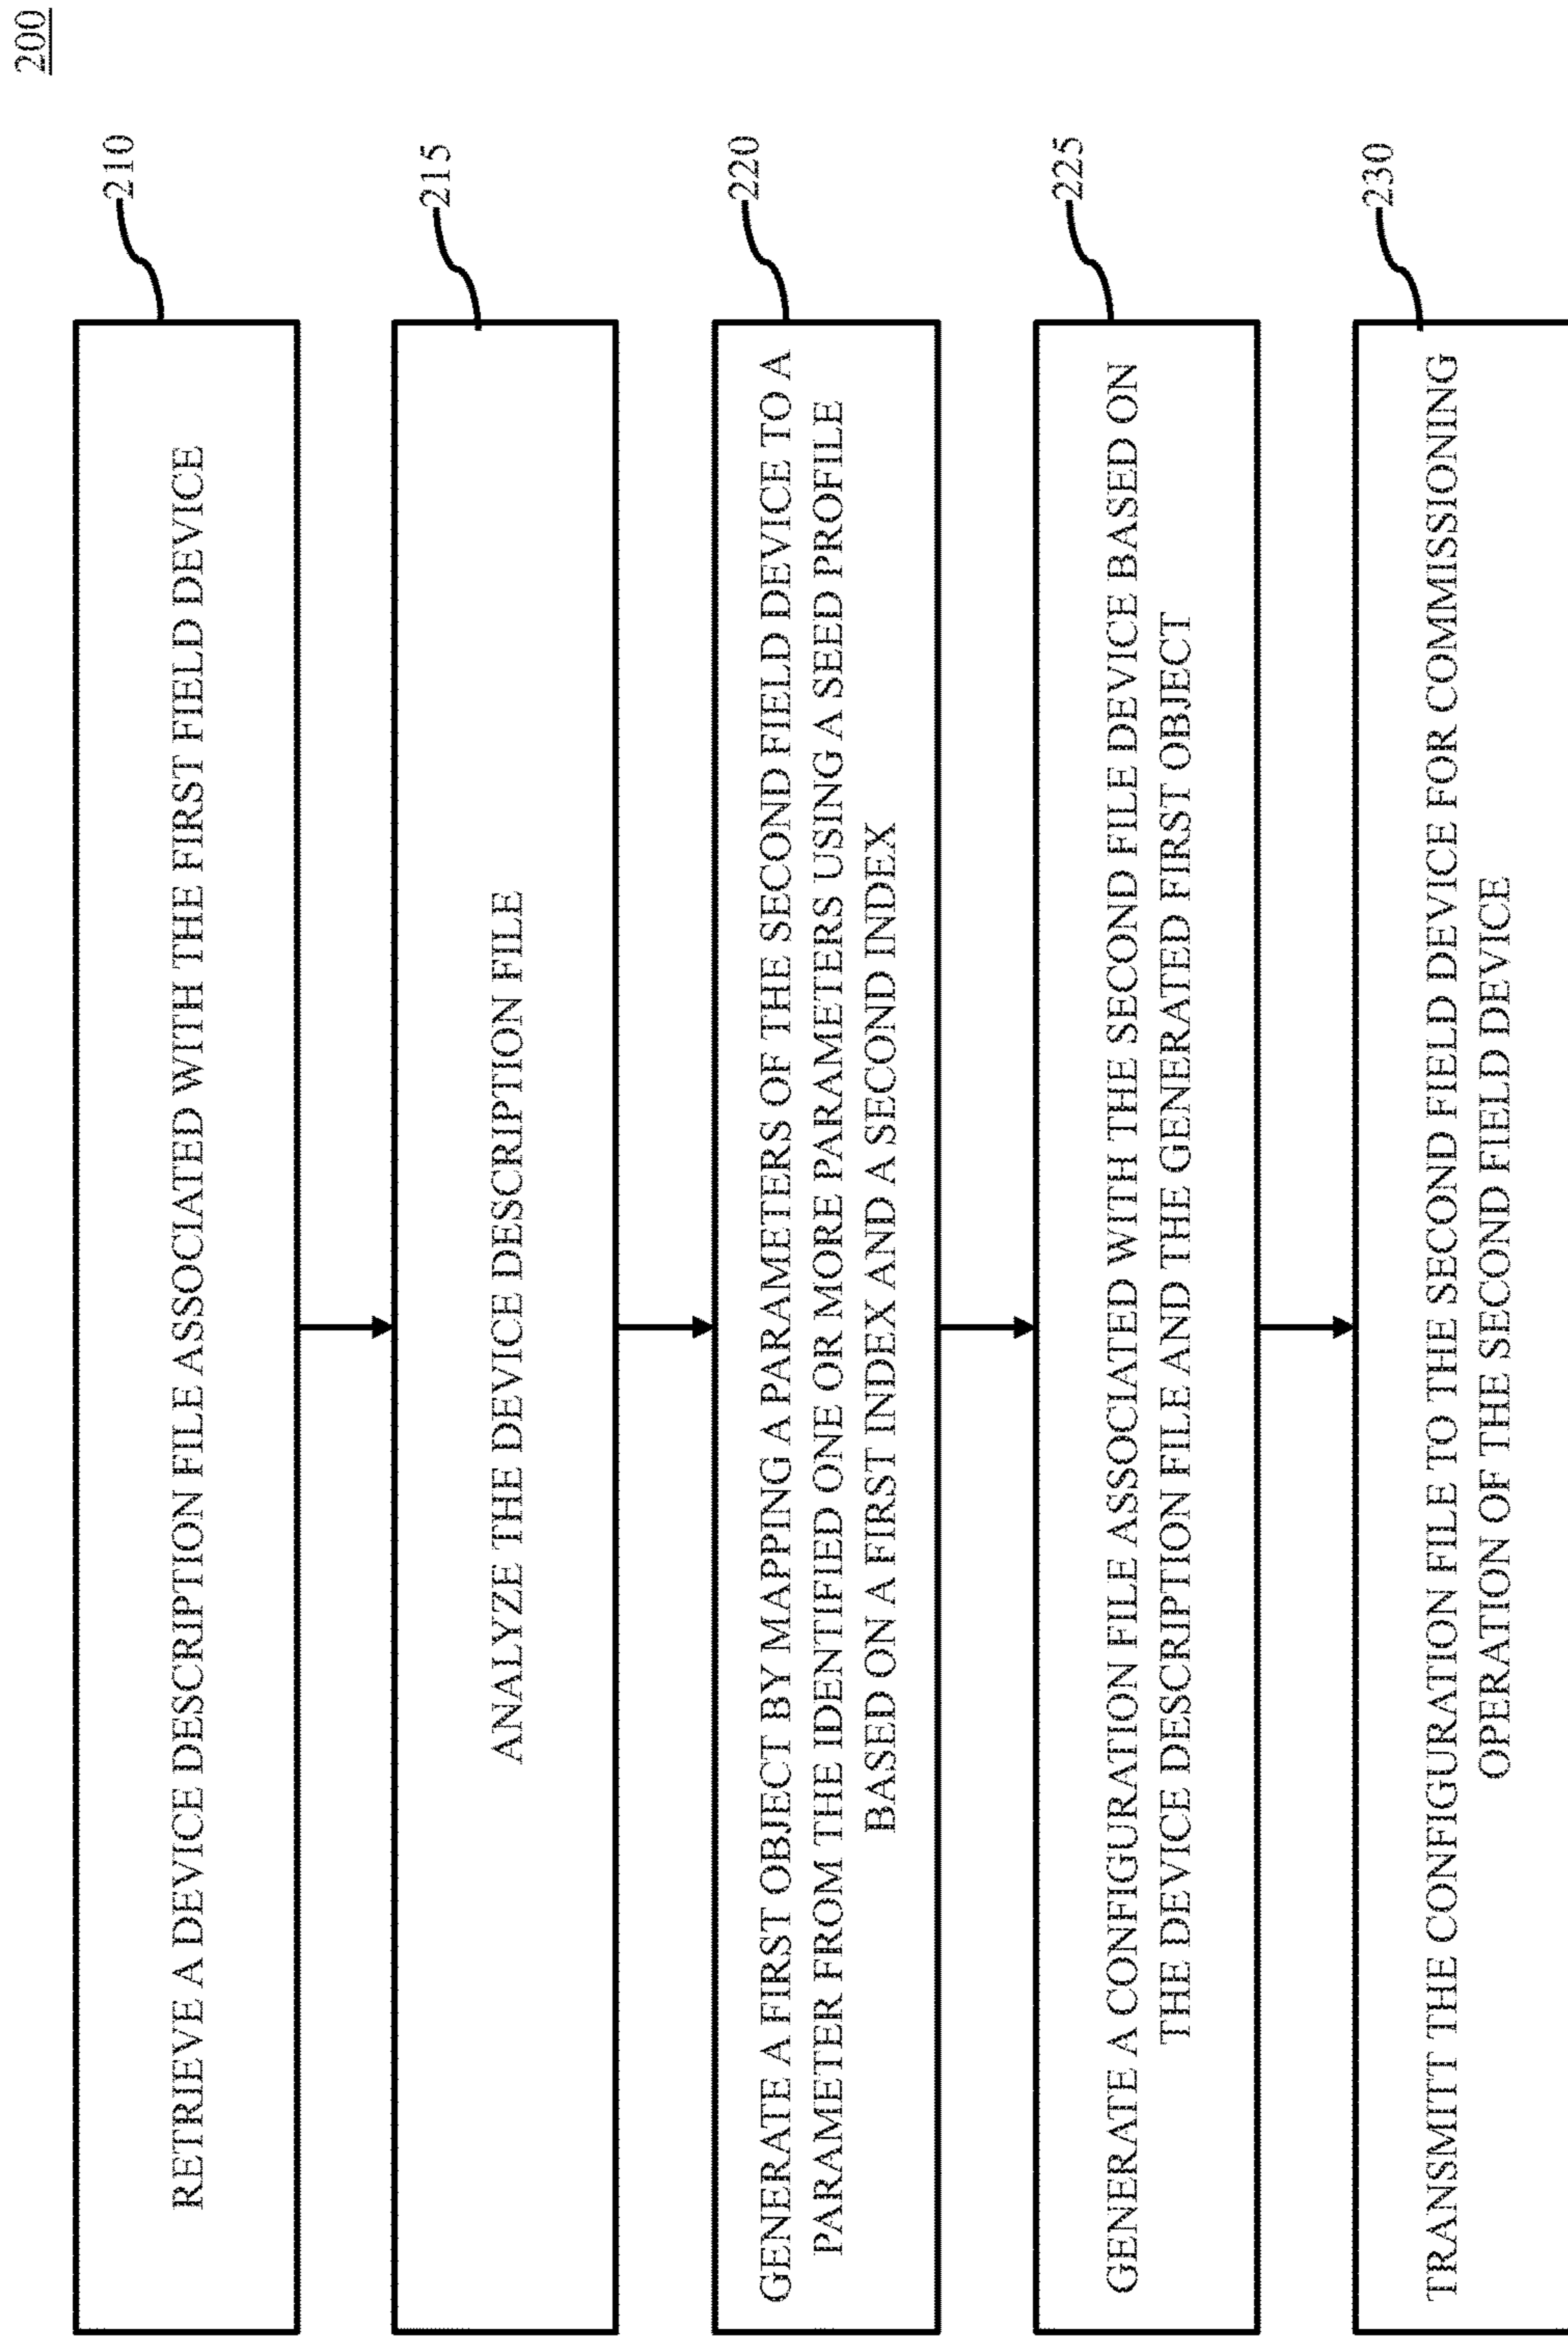 200
210
RETRIEVE A DEVICE DESCRIPTION FILE ASSOCIATED WITH THE FIRST FIELD DEVICE
215
ANALYZE THE DEVICE DESCRIPTION FILE
220
GENERATE A FIRST OBJECT BY MAPPING A PARAMETERS OF THE SECOND FIELD DEVICE TO A
PARAMETER FROM THE IDENTIFIED ONE OR MORE PARAMETERS USING A SEED PROFILE
BASED ON A FIRST INDEX AND A SECOND INDEX
225
GENERATE A CONFIGURATION FILE ASSOCIATED WITH THE SECOND FILE DEVICE BASED ON
THE DEVICE DESCRIPTION FILE AND THE GENERATED FIRST OBJECT
230
TRANSMIT THE CONFIGURATION FILE TO THE SECOND FIELD DEVICE FOR COMMISSIONING
OPERATION OF THE SECOND FIELD DEVICE